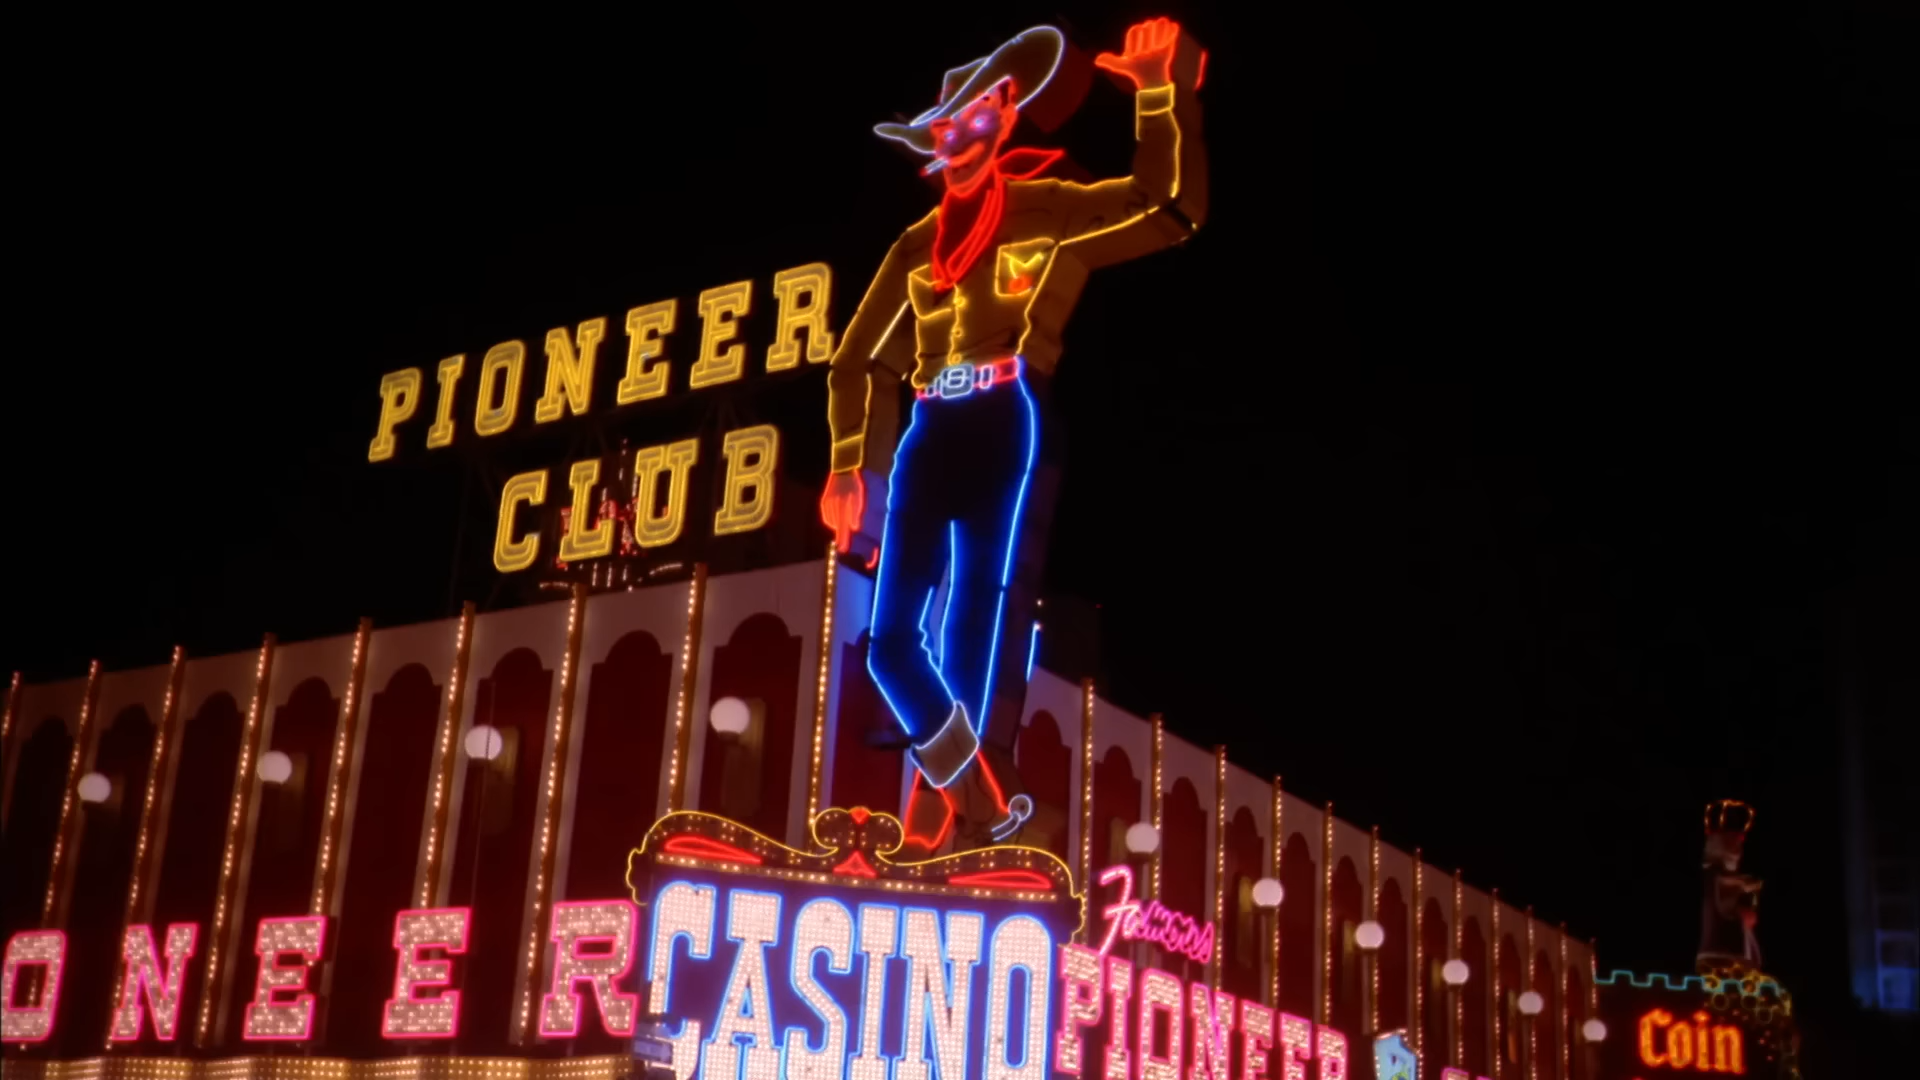 PIONEER
CLUB
ONEER
CASINO
Famous
PIONEER
Coin